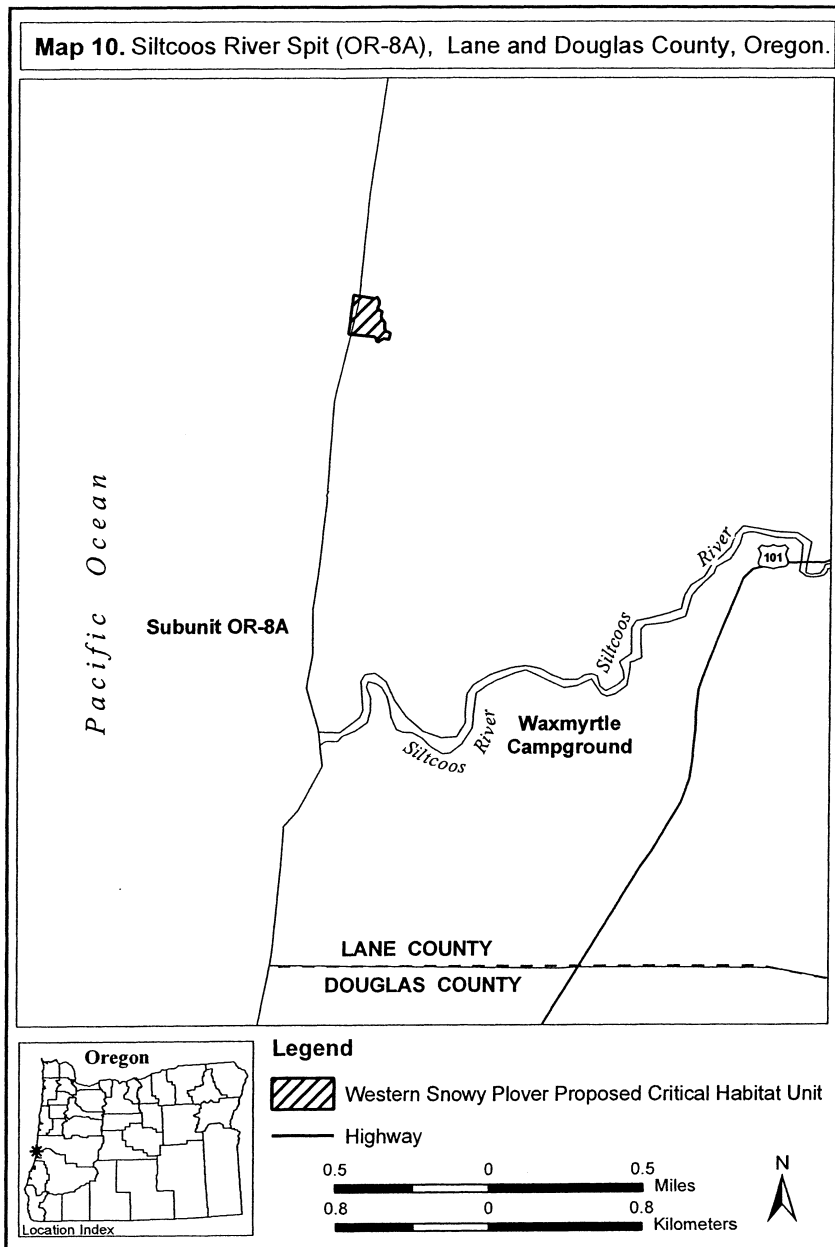 Map 10. Siltcoos River Spit (OR-8A), Lane and Douglas County, Oregon.
Pacific Ocean
Subunit OR-8A
River
101
Siltcoos
Waxmyrtle
Campground
River
Siltcoos
LANE COUNTY
DOUGLAS COUNTY
Oregon
Location Index
Legend
Western Snowy Plover Proposed Critical Habitat Unit
Highway
0.5 0 0.5
Miles
0.8 0 0.8
Kilometers
N